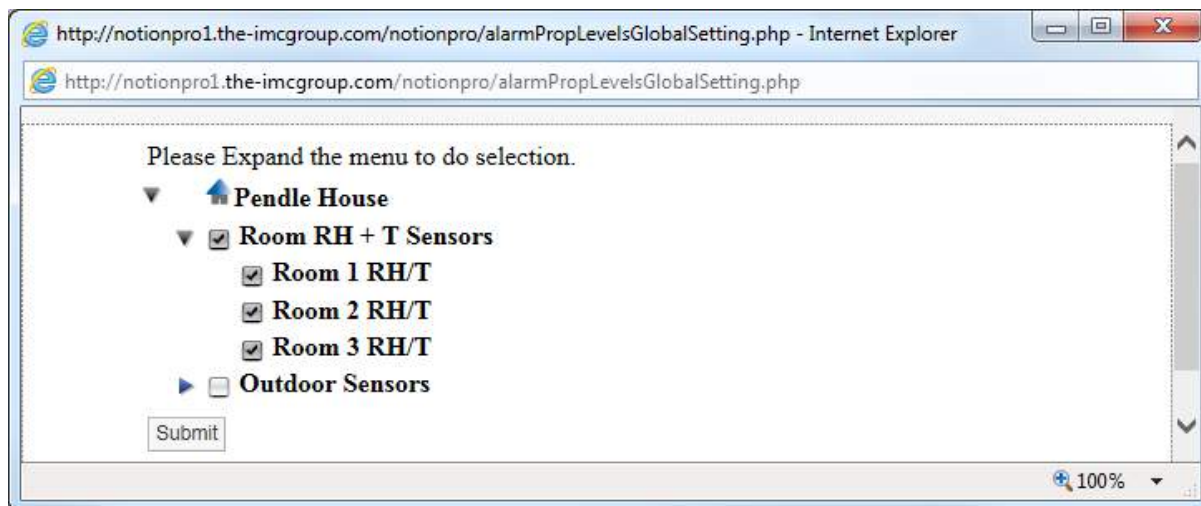 http://notionpro1.the-imcgroup.com/notionpro/alarmPropLevelsGlobalSetting.php - Internet Explorer
http://notionpro1.the-imcgroup.com/notionpro/alarmPropLevelsGlobalSetting.php
Please Expand the menu to do selection.
Pendle House
Room RH + T Sensors
Room 1 RH/T
Room 2 RH/T
Room 3 RH/T
Outdoor Sensors
Submit
100%